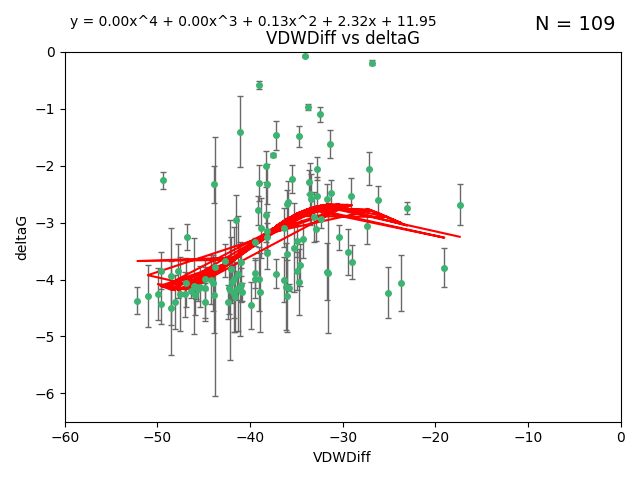 y = 0.00x^4 + 0.00x^3 + 0.13x^2 + 2.32x + 11.95
N = 109
VDWDiff vs deltaG
0
−1
−2
−3
−4
−5
−6
deltaG
−60 −50 −40 −30 −20 −10 0
VDWDiff